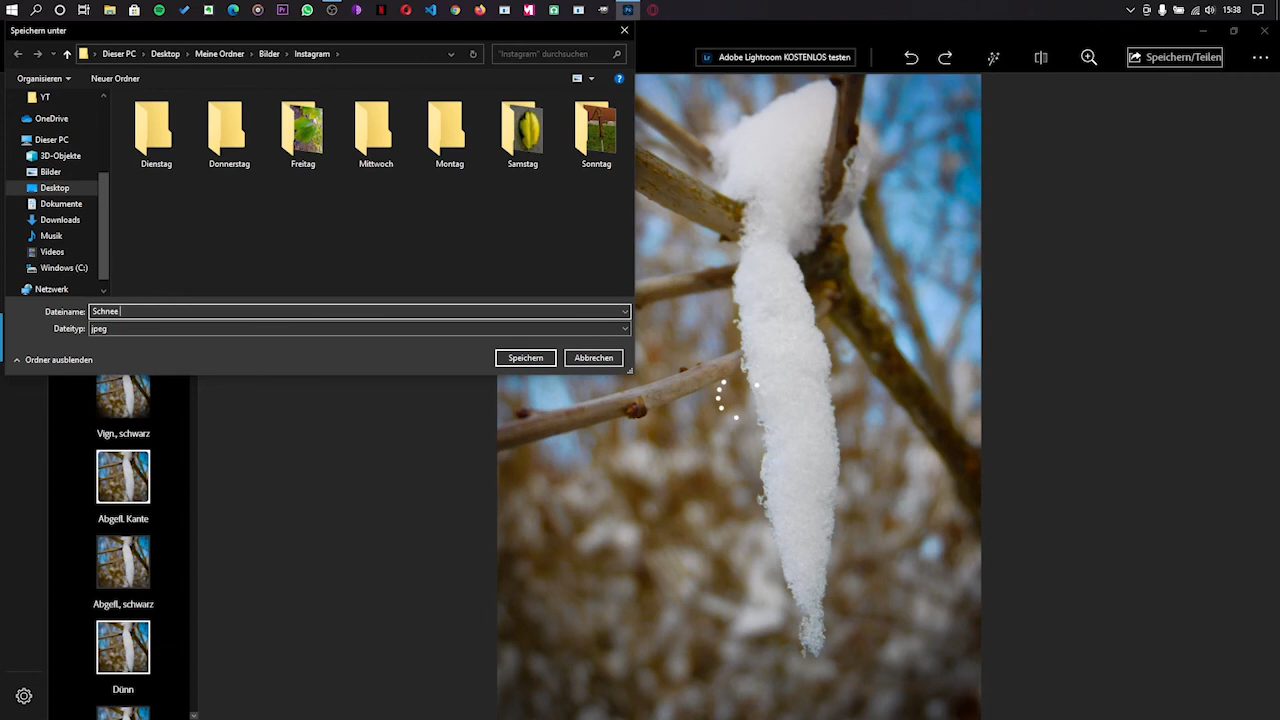 15:38
Speichern unter
Dieser PC
Desktop
Meine Ordner
Bilder
Instagram
"Instagram" durchsuchen
Adobe Lightroom KOSTENLOS testen
Speichern/Teilen
Organisieren
Neuer Ordner
YT
OneDrive
Dieser PC
3D-Objekte
Bilder
Desktop
Dokumente
Downloads
Musik
Videos
Windows (C:)
Netzwerk
Dienstag
Donnerstag
Freitag
Mittwoch
Montag
Samstag
Sonntag
Dateiname:
Schnee
Dateityp:
jpeg
Ordner ausblenden
Speichern
Abbrechen
Vign., schwarz
Abgefl. Kante
Abgefl., schwarz
Dünn